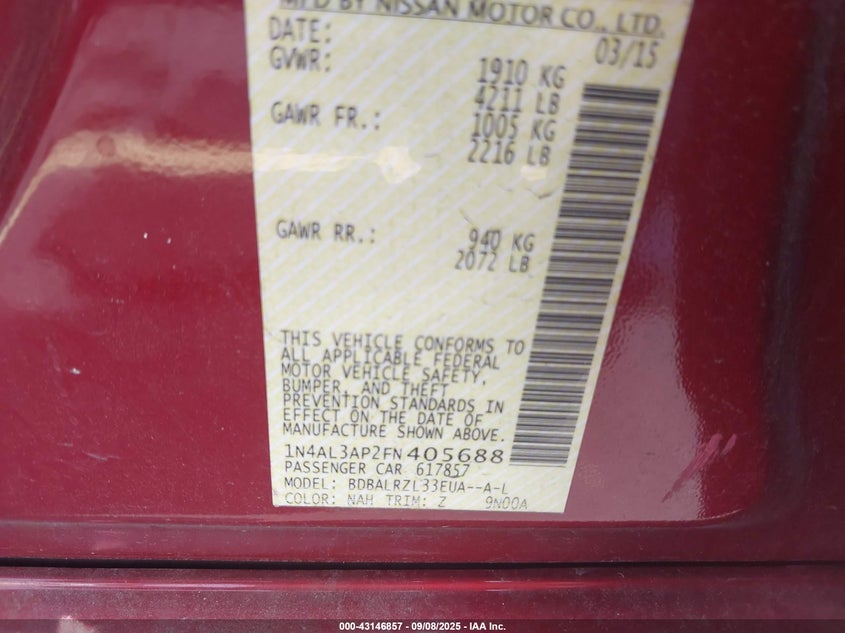 MFD BY NISSAN MOTOR CO., LTD.
DATE: 03/15
GVWR: 1910 KG
4211 LB
GAWR FR.: 1005 KG
2216 LB
GAWR RR.: 940 KG
2072 LB
THIS VEHICLE CONFORMS TO
ALL APPLICABLE FEDERAL
MOTOR VEHICLE SAFETY,
BUMPER, AND THEFT
PREVENTION STANDARDS IN
EFFECT ON THE DATE OF
MANUFACTURE SHOWN ABOVE.
1N4AL3AP2FN405688
PASSENGER CAR 617857
MODEL: BDBALRZL33EUA--A-L
COLOR: NAH TRIM: Z 9N00A
000-43146857 - 09/08/2025 - IAA Inc.